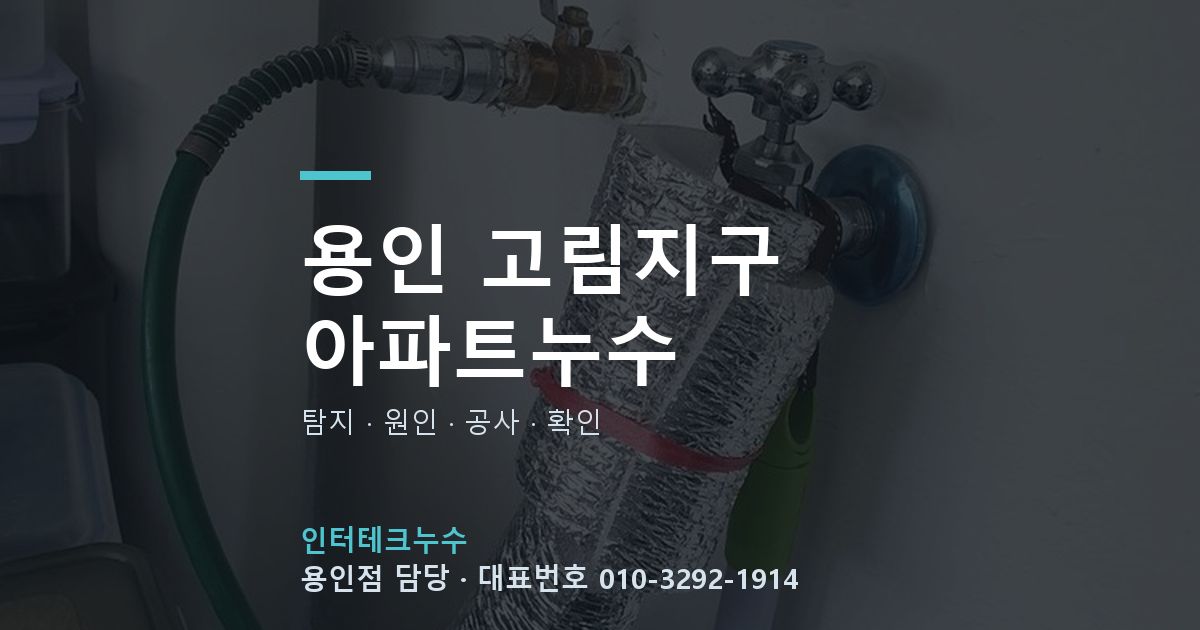 용인 고림지구
아파트누수
탐지 · 원인 · 공사 · 확인
인터테크누수
용인점 담당 · 대표번호 010-3292-1914